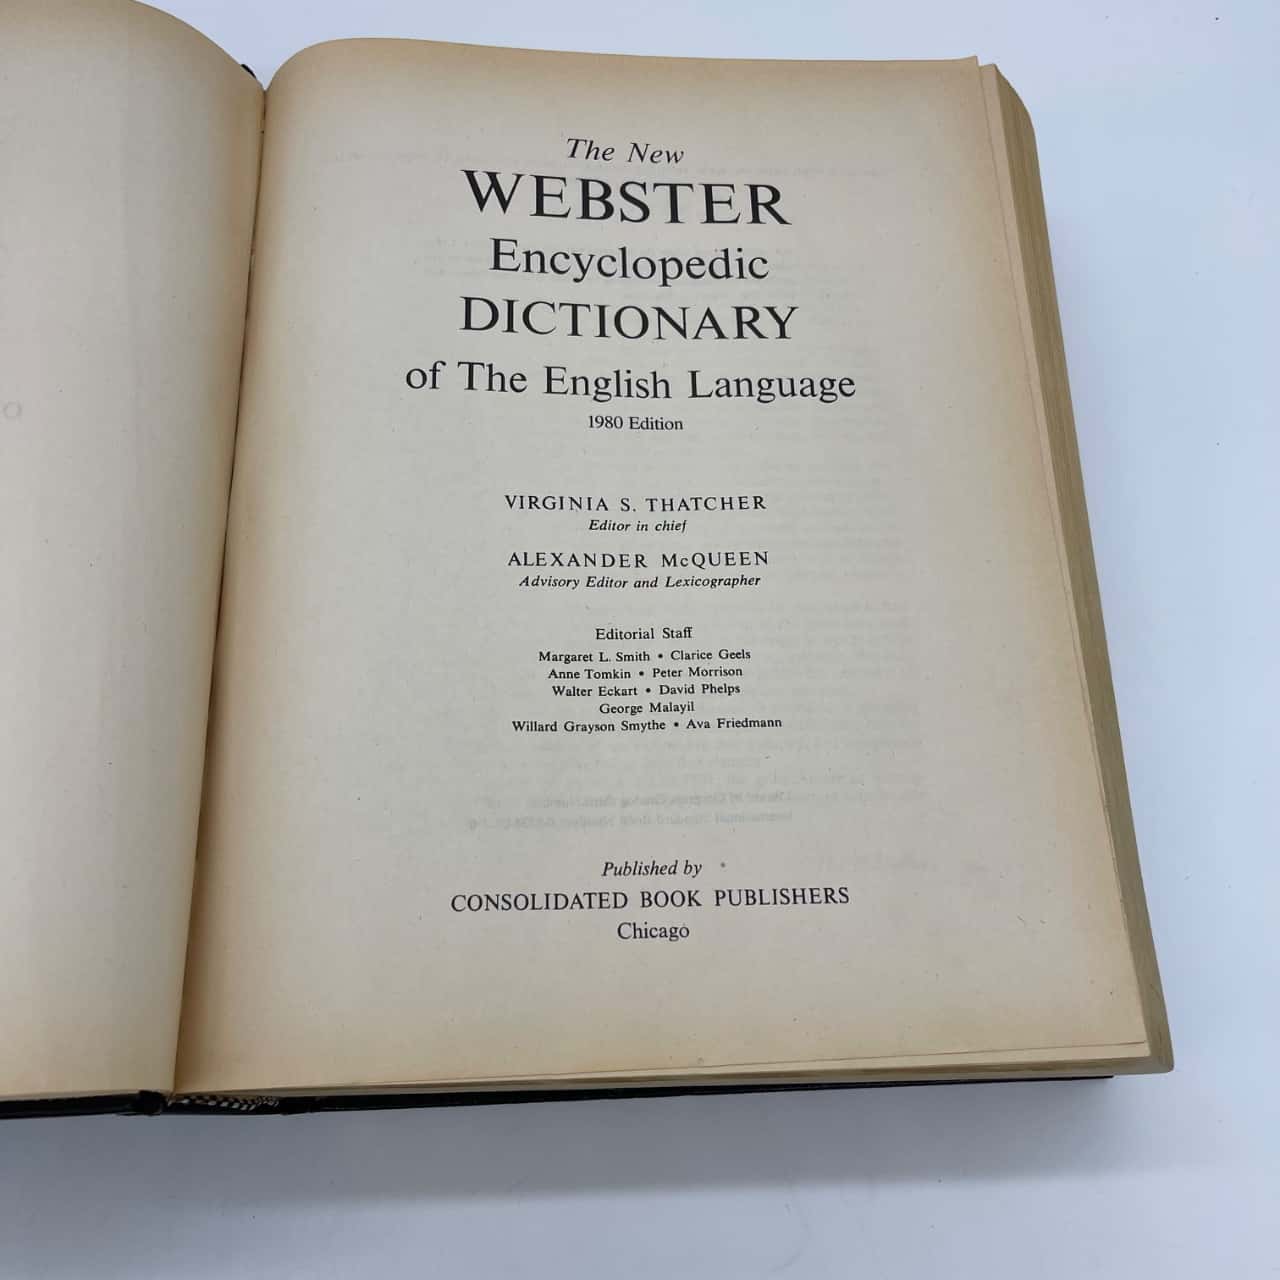 The New
WEBSTER
Encyclopedic
DICTIONARY
of The English Language
1980 Edition
VIRGINIA S. THATCHER
Editor in chief
ALEXANDER McQUEEN
Advisory Editor and Lexicographer
Editorial Staff
Margaret L. Smith • Clarice Geels
Anne Tomkin • Peter Morrison
Walter Eckart • David Phelps
George Malayil
Willard Grayson Smythe • Ava Friedmann
Published by
CONSOLIDATED BOOK PUBLISHERS
Chicago